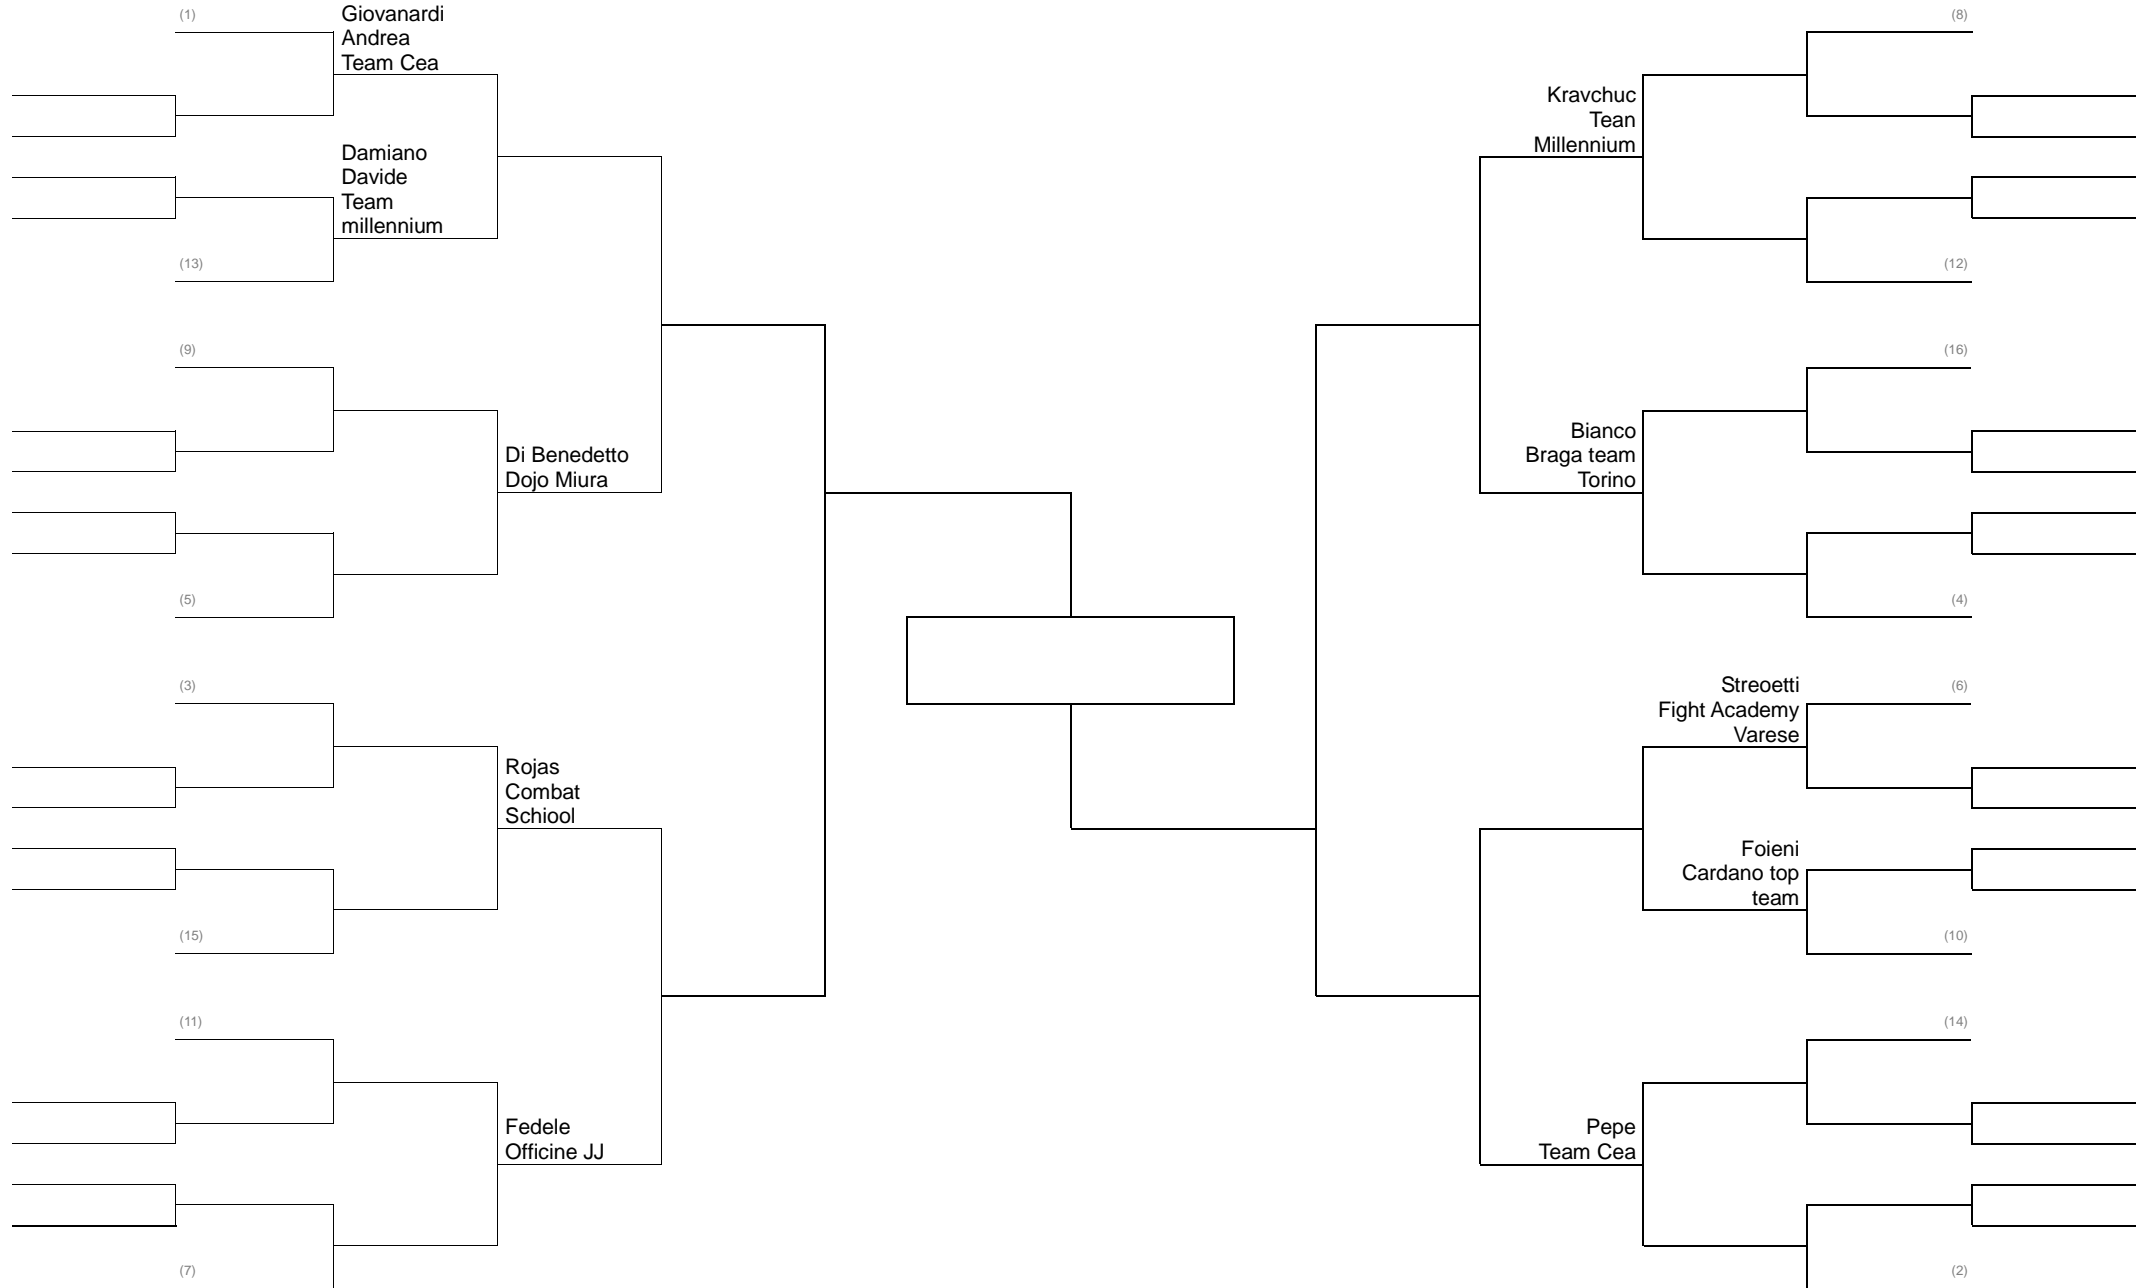 (1)
Giovanardi
Andrea
Team Cea
Damiano
Davide
Team
millennium
(13)
(9)
Di Benedetto
Dojo Miura
(5)
(3)
Rojas
Combat
Schiool
(15)
(11)
Fedele
Officine JJ
(7)
(8)
Kravchuc
Tean
Millennium
(12)
(16)
Bianco
Braga team
Torino
(4)
Streoetti
Fight Academy
Varese
(6)
Foieni
Cardano top
team
(10)
(14)
Pepe
Team Cea
(2)